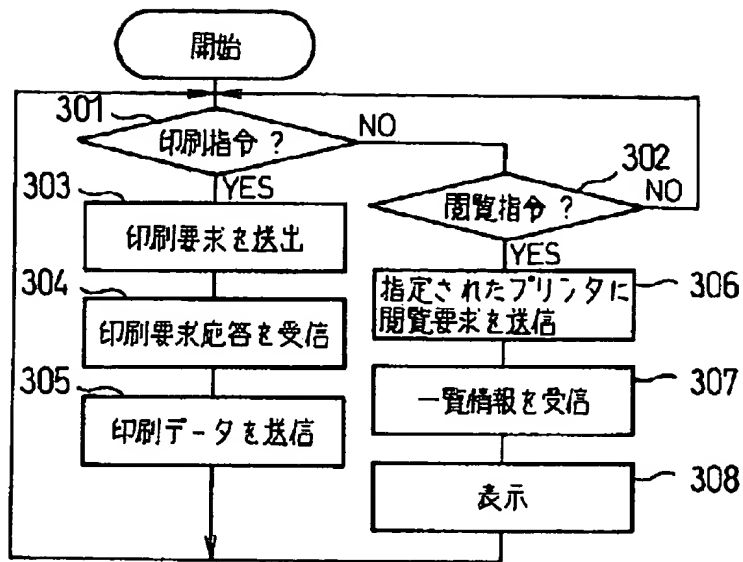 開始
301
印刷指令?
NO
302
303
YES
閲覧指令?
NO
印刷要求を送出
YES
304
指定されたプリンタに
閲覧要求を送信
306
印刷要求応答を受信
305
一覧情報を受信
307
印刷データを送信
表示
308